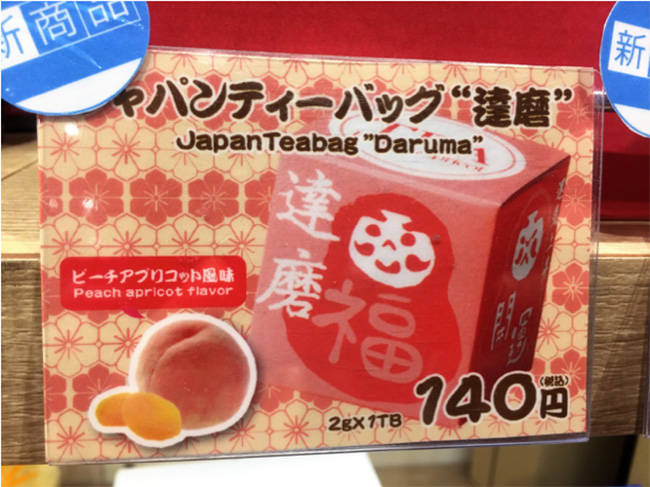 新商品
新
ャパンティーバッグ“達磨”
JapanTeabag "Daruma"
達磨
福
ピーチアプリコット風味
Peach apricot flavor
2g×1TB
140円
(税込)